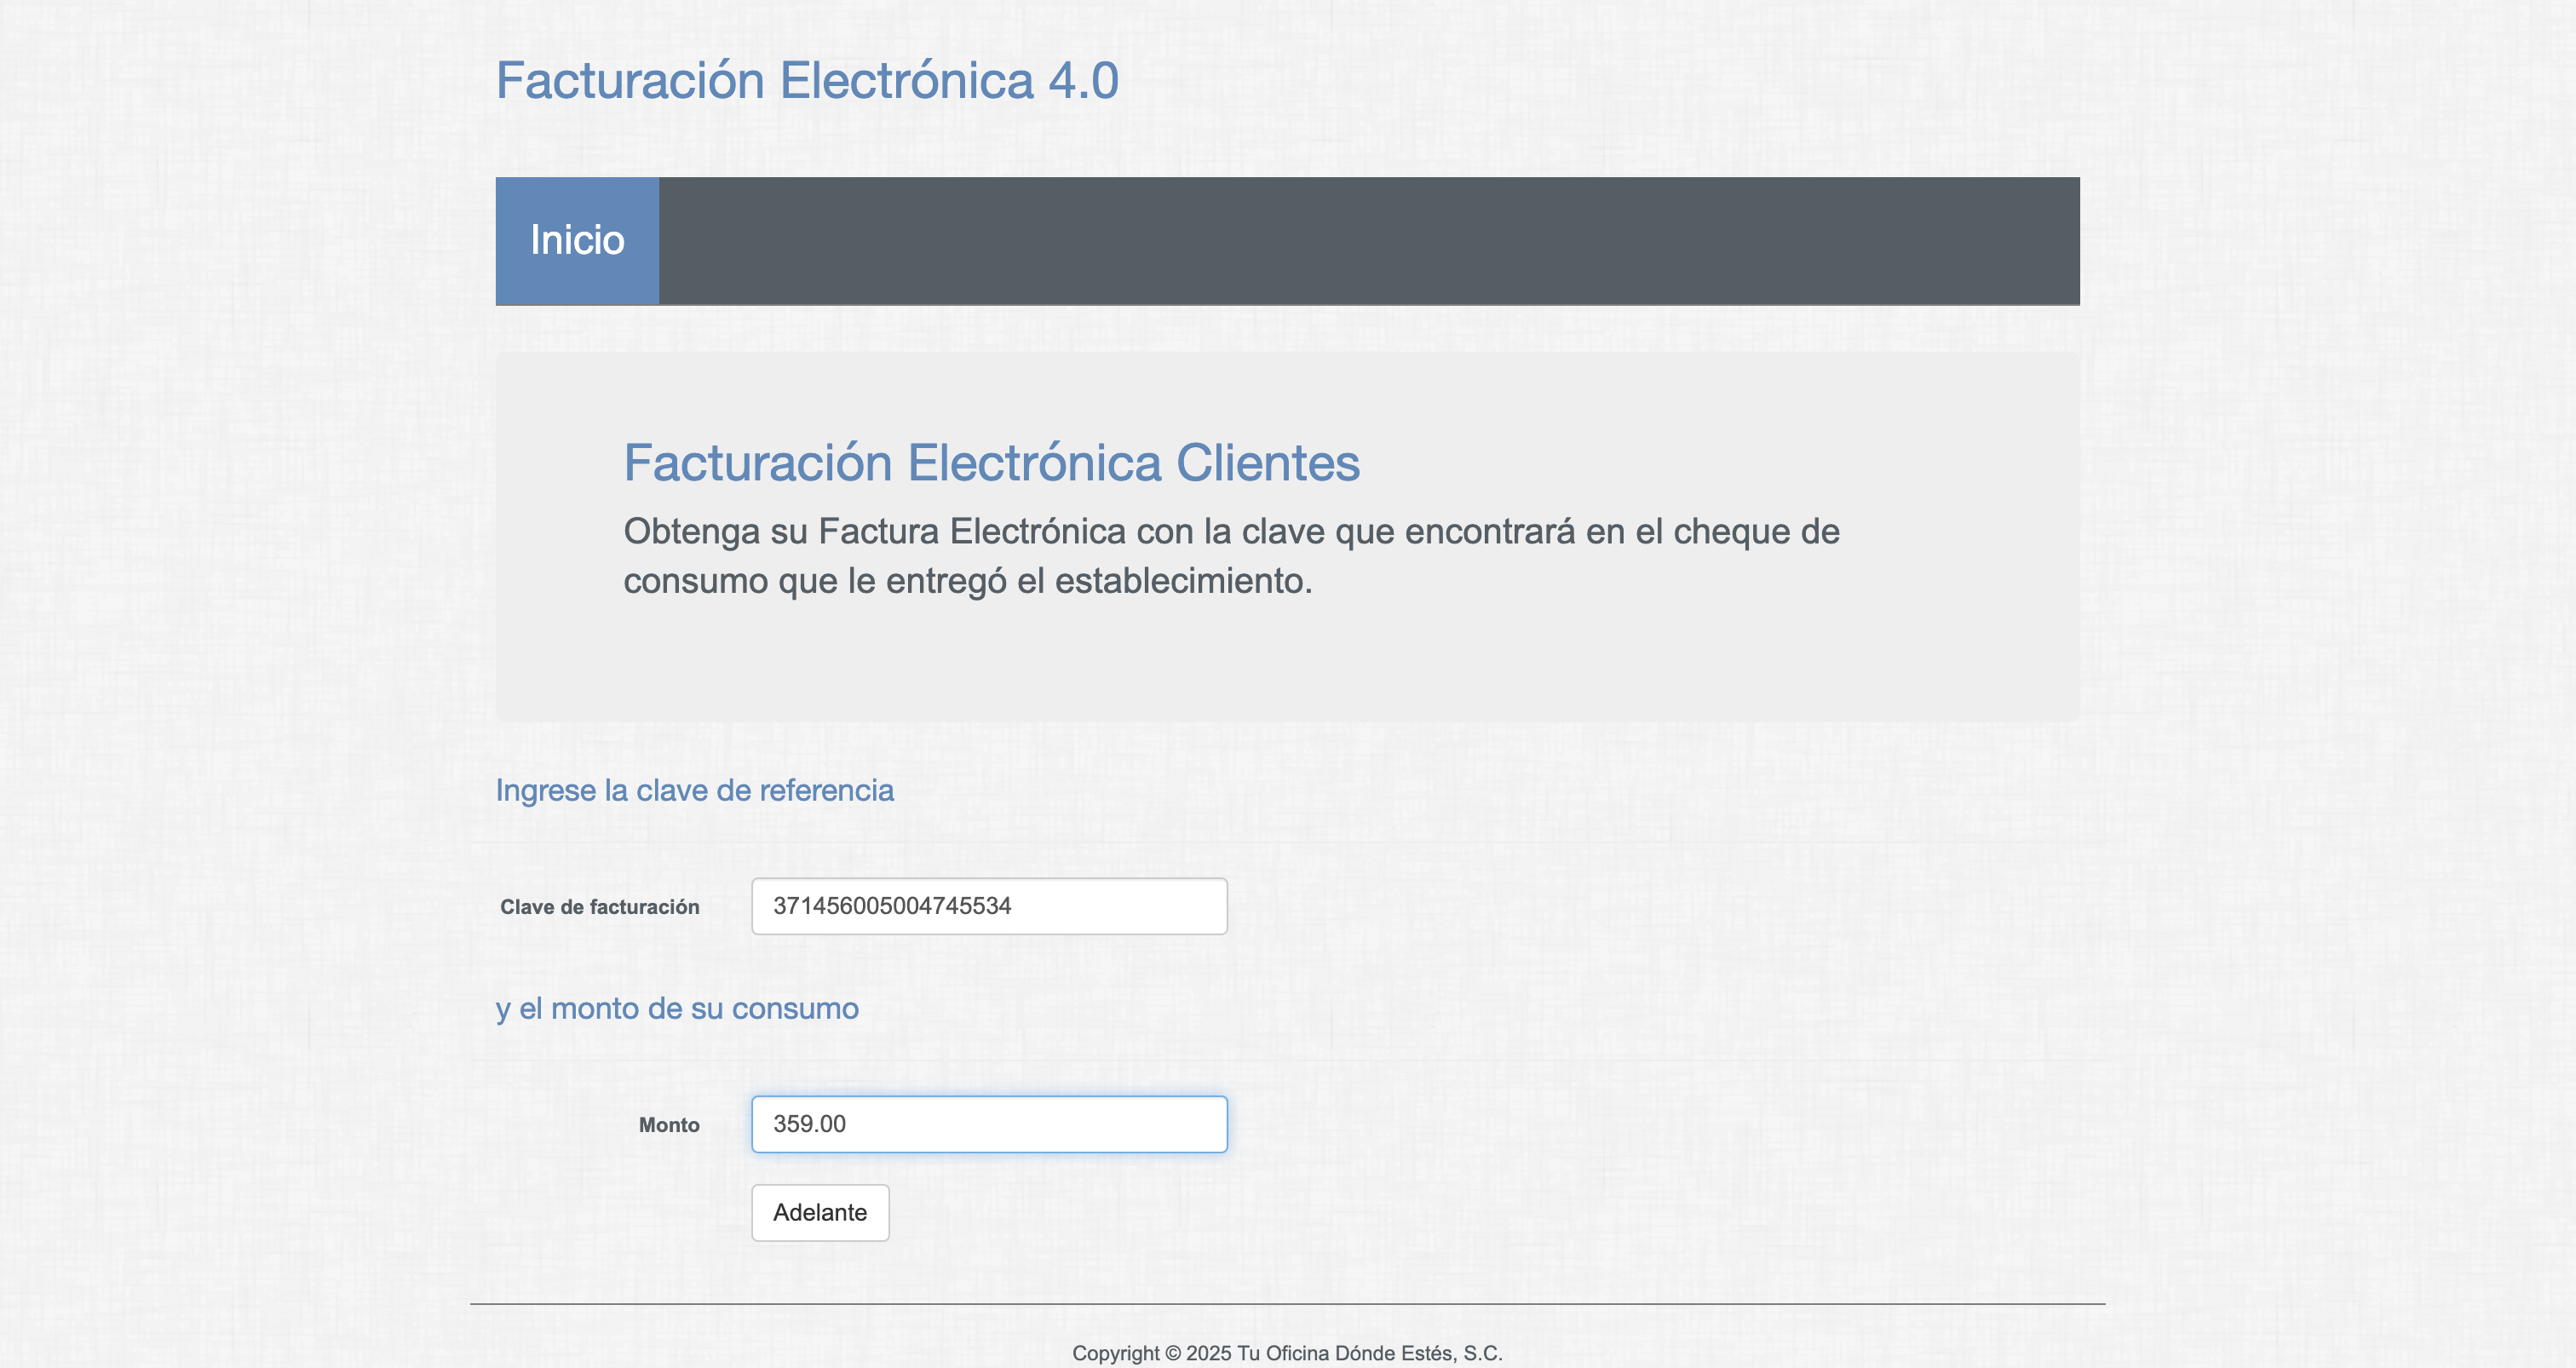 Facturación Electrónica 4.0
Inicio
Facturación Electrónica Clientes
Obtenga su Factura Electrónica con la clave que encontrará en el cheque de
consumo que le entregó el establecimiento.
Ingrese la clave de referencia
Clave de facturación 371456005004745534
y el monto de su consumo
Monto 359.00
Adelante
Copyright © 2025 Tu Oficina Dónde Estés, S.C.